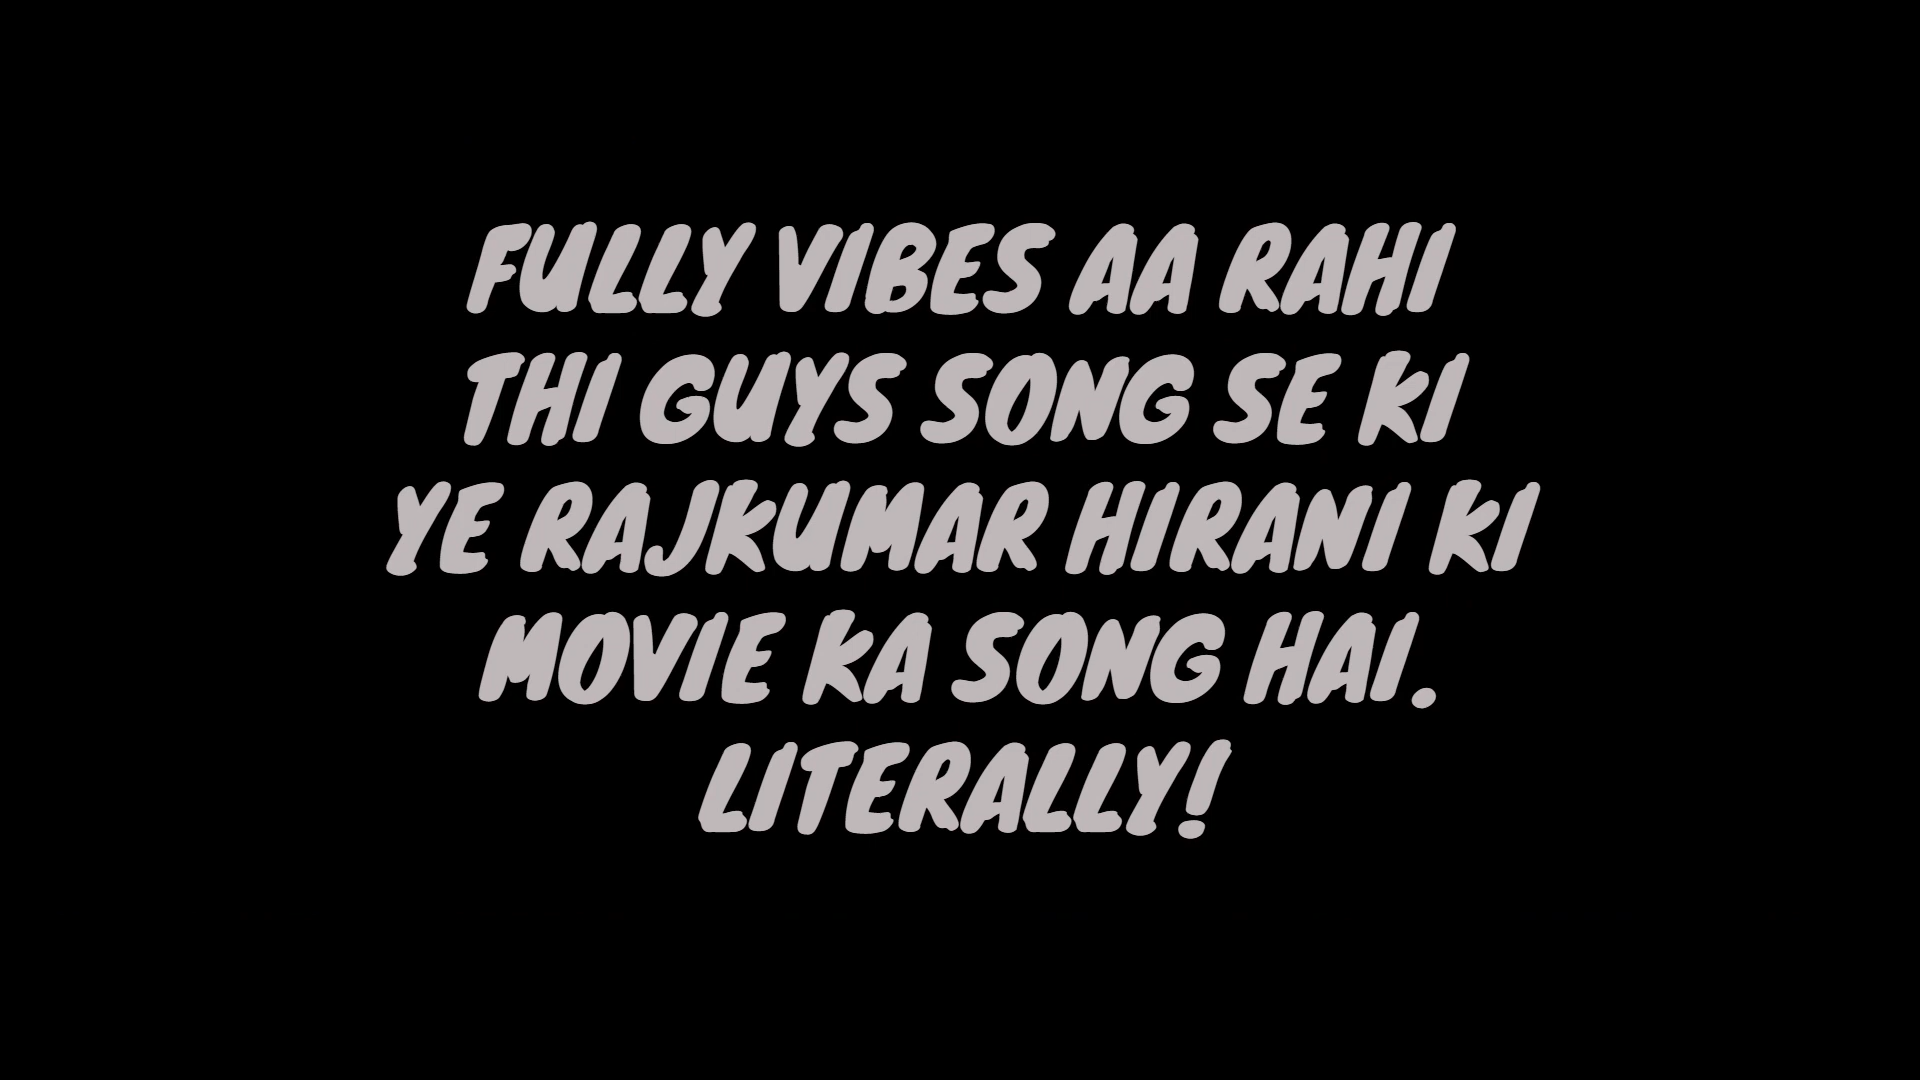 FULLY VIBES AA RAHI
THI GUYS SONG SE KI
YE RAJKUMAR HIRANI KI
MOVIE KA SONG HAI.
LITERALLY!